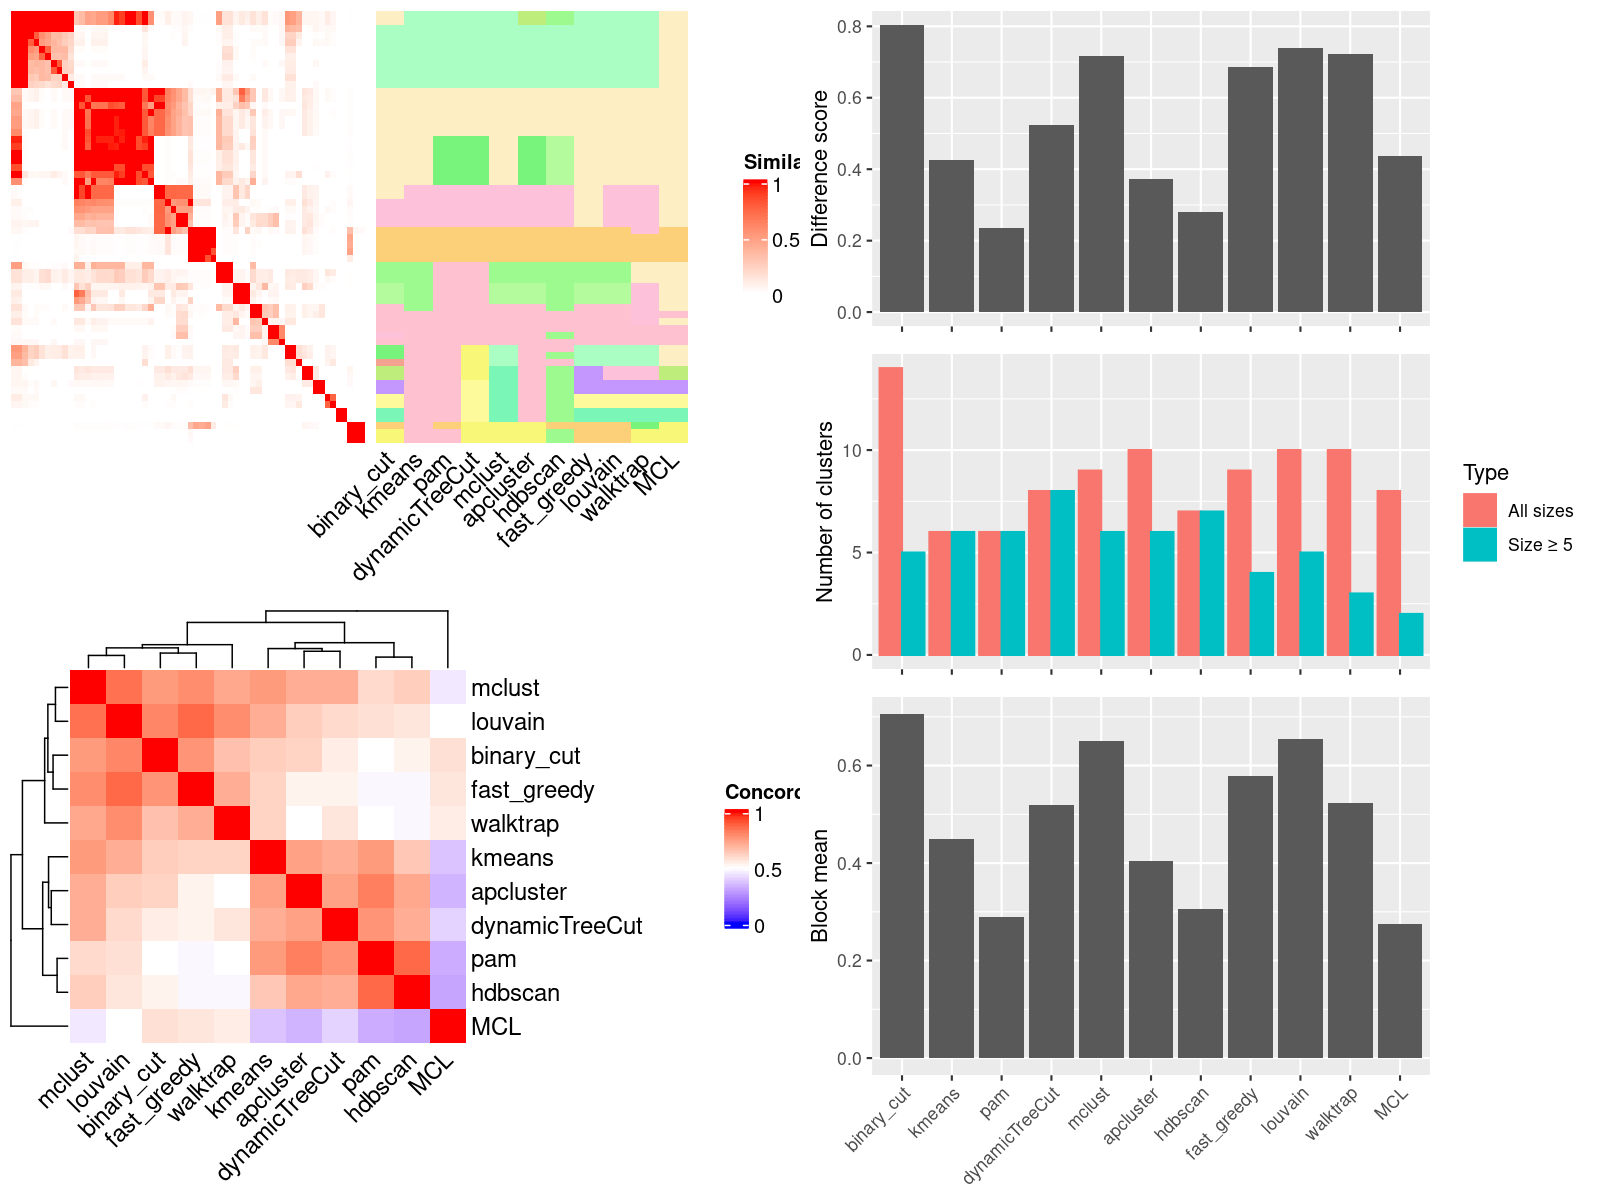 Simila
1
0.5
0
binary_cut
kmeans
pam
dynamicTreeCut
mclust
apcluster
hdbscan
fast_greedy
louvain
walktrap
MCL
Difference score
0.8
0.6
0.4
0.2
0.0
Number of clusters
10
5
0
Type
All sizes
Size ≥ 5
mclust
louvain
binary_cut
fast_greedy
walktrap
kmeans
apcluster
dynamicTreeCut
pam
hdbscan
MCL
mclust
louvain
binary_cut
fast_greedy
walktrap
kmeans
apcluster
dynamicTreeCut
pam
hdbscan
MCL
Concord
1
0.5
0
Block mean
0.6
0.4
0.2
0.0
binary_cut
kmeans
pam
dynamicTreeCut
mclust
apcluster
hdbscan
fast_greedy
louvain
walktrap
MCL